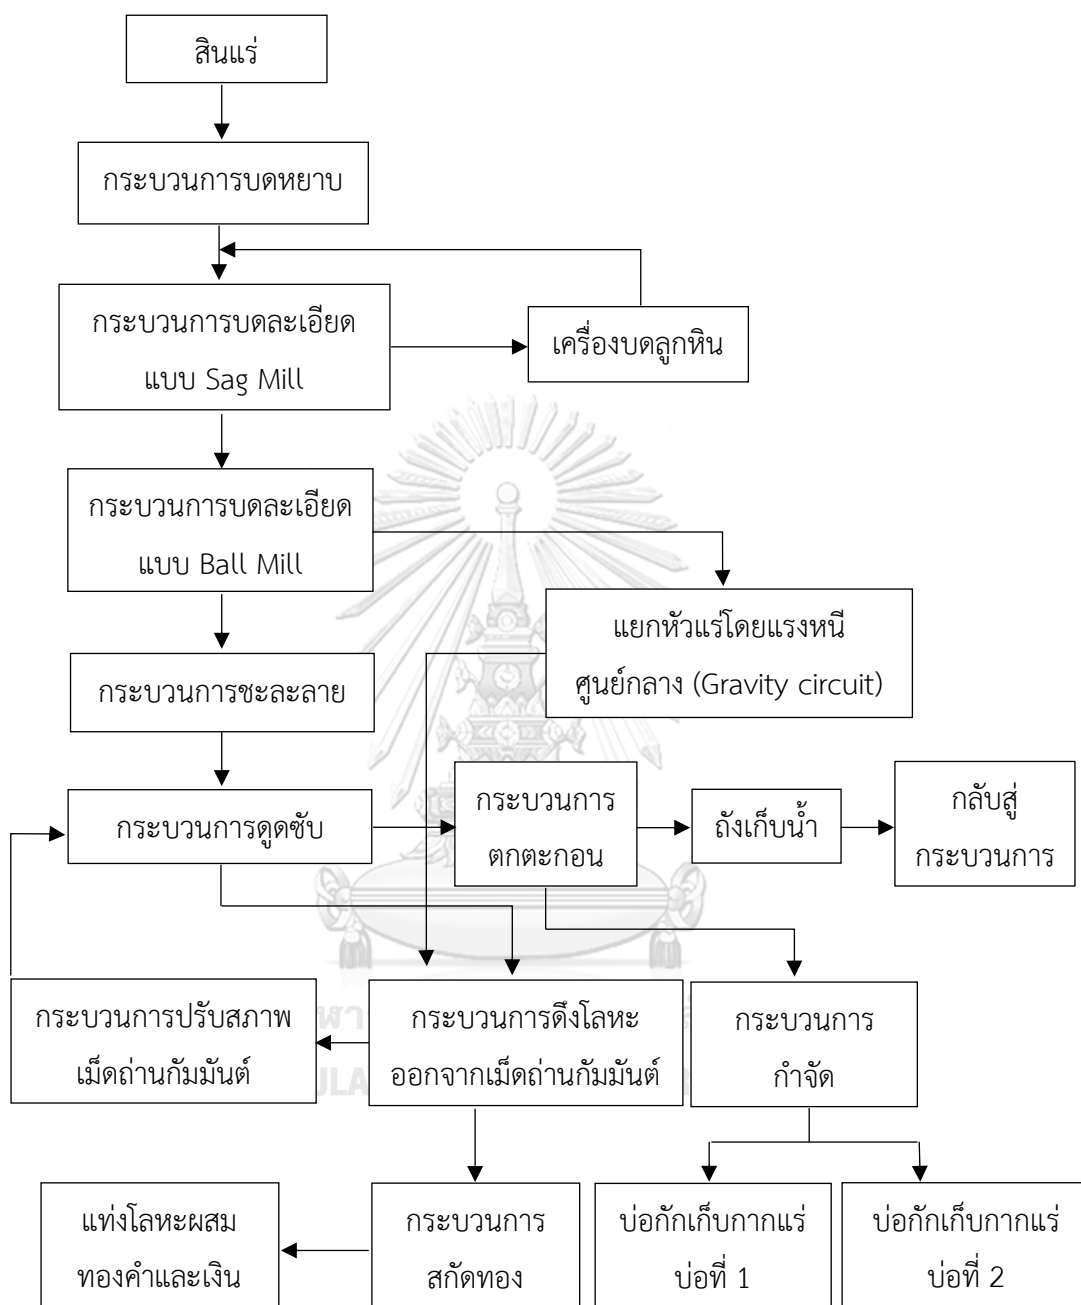 สินแร่
กระบวนการบดหยาบ
กระบวนการบดละเอียด
แบบ Sag Mill
เครื่องบดลูกหิน
กระบวนการบดละเอียด
แบบ Ball Mill
แยกหัวแร่โดยแรงหนี
ศูนย์กลาง (Gravity circuit)
กระบวนการชะละลาย
กระบวนการดูดซับ
กระบวนการ
ตกตะกอน
ถังเก็บน้ำ
กลับสู่
กระบวนการ
กระบวนการปรับสภาพ
เม็ดถ่านกัมมันต์
กระบวนการดึงโลหะ
ออกจากเม็ดถ่านกัมมันต์
กระบวนการ
กำจัด
แท่งโลหะผสม
ทองคำและเงิน
กระบวนการ
สกัดทอง
บ่อกักเก็บกากแร่
บ่อที่ 1
บ่อกักเก็บกากแร่
บ่อที่ 2